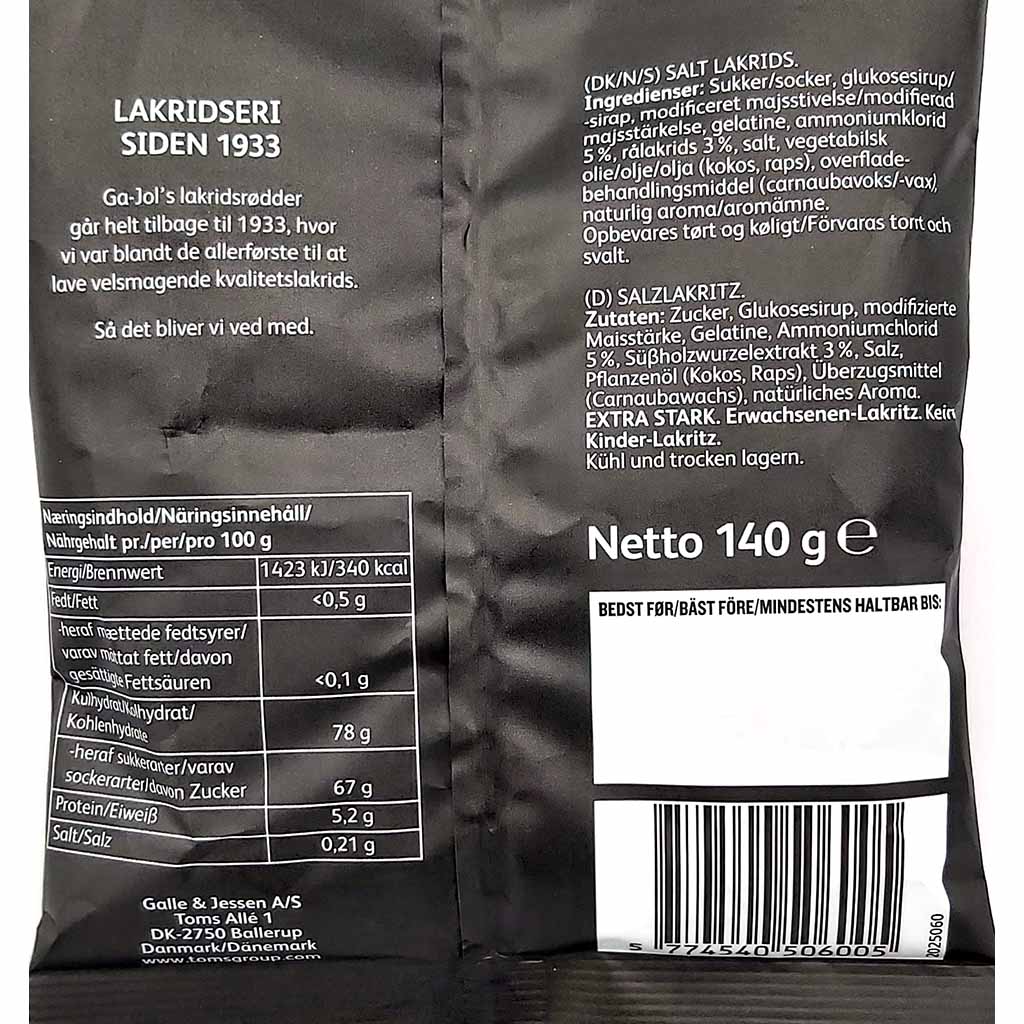 LAKRIDSERI
SIDEN 1933
Ga-Jol's lakridsrødder
går helt tilbage til 1933, hvor
vi var blandt de allerførste til at
lave velsmagende kvalitetslakrids.
Så det bliver vi ved med.
Næringsindhold/Näringsinnehåll/
Nährgehalt pr./per/pro 100 g
Energi/Brennwert 1423 kJ/340 kcal
Fedt/Fett <0,5 g
-heraf mættede fedtsyrer/
varav mättat fett/davon
gesättigte Fettsäuren <0,1 g
Kulhydrat/Kolhydrat/
Kohlenhydrate 78 g
-heraf sukkerarter/varav
sockerarter/davon Zucker 67 g
Protein/Eiweiß 5,2 g
Salt/Salz 0,21 g
Galle & Jessen A/S
Toms Allé 1
DK-2750 Ballerup
Danmark/Dänemark
www.tomsgroup.com
(DK/N/S) SALT LAKRIDS.
Ingredienser: Sukker/socker, glukosesirup/
-sirap, modificeret majsstivelse/modifierad
majsstärkelse, gelatine, ammoniumklorid
5 %, rålakrids 3 %, salt, vegetabilsk
olie/olje/olja (kokos, raps), overflade-
behandlingsmiddel (carnaubavoks/-vax),
naturlig aroma/aromämne.
Opbevares tørt og køligt/Förvaras torrt och
svalt.
(D) SALZLAKRITZ.
Zutaten: Zucker, Glukosesirup, modifizierte
Maisstärke, Gelatine, Ammoniumchlorid
5 %, Süßholzwurzelextrakt 3 %, Salz,
Pflanzenöl (Kokos, Raps), Überzugsmittel
(Carnaubawachs), natürliches Aroma.
EXTRA STARK. Erwachsenen-Lakritz. Kein
Kinder-Lakritz.
Kühl und trocken lagern.
Netto 140 g ℮
BEDST FØR/BÄST FÖRE/MINDESTENS HALTBAR BIS:
5 774540 506005
2025060